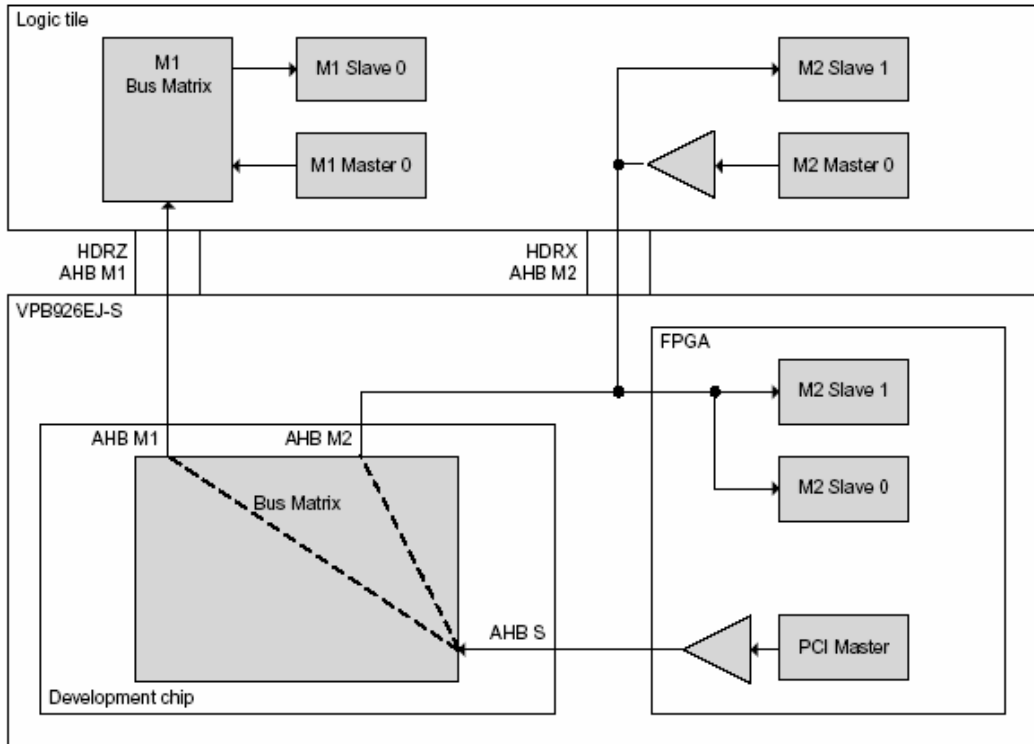 Logic tile
M1
Bus Matrix
M1 Slave 0
M1 Master 0
M2 Slave 1
M2 Master 0
HDRZ
AHB M1
HDRX
AHB M2
VPB926EJ-S
FPGA
M2 Slave 1
M2 Slave 0
AHB M1
AHB M2
Bus Matrix
AHB S
PCI Master
Development chip